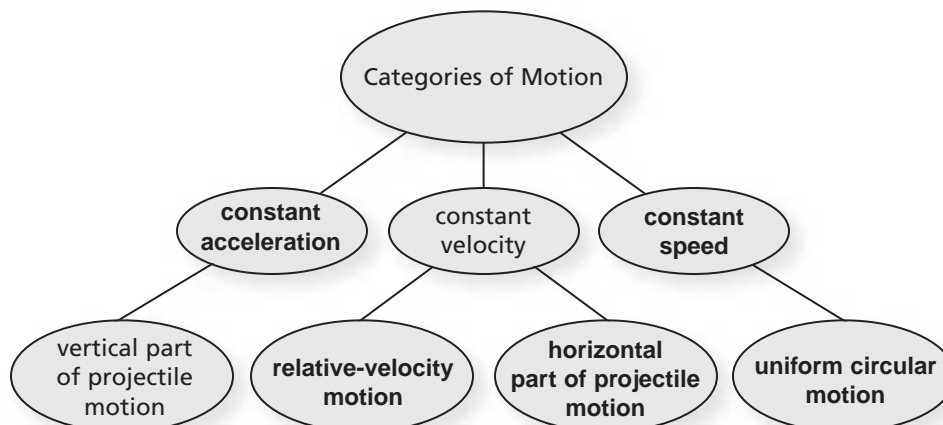 Categories of Motion
constant
acceleration
constant
velocity
constant
speed
vertical part
of projectile
motion
relative-velocity
motion
horizontal
part of projectile
motion
uniform circular
motion